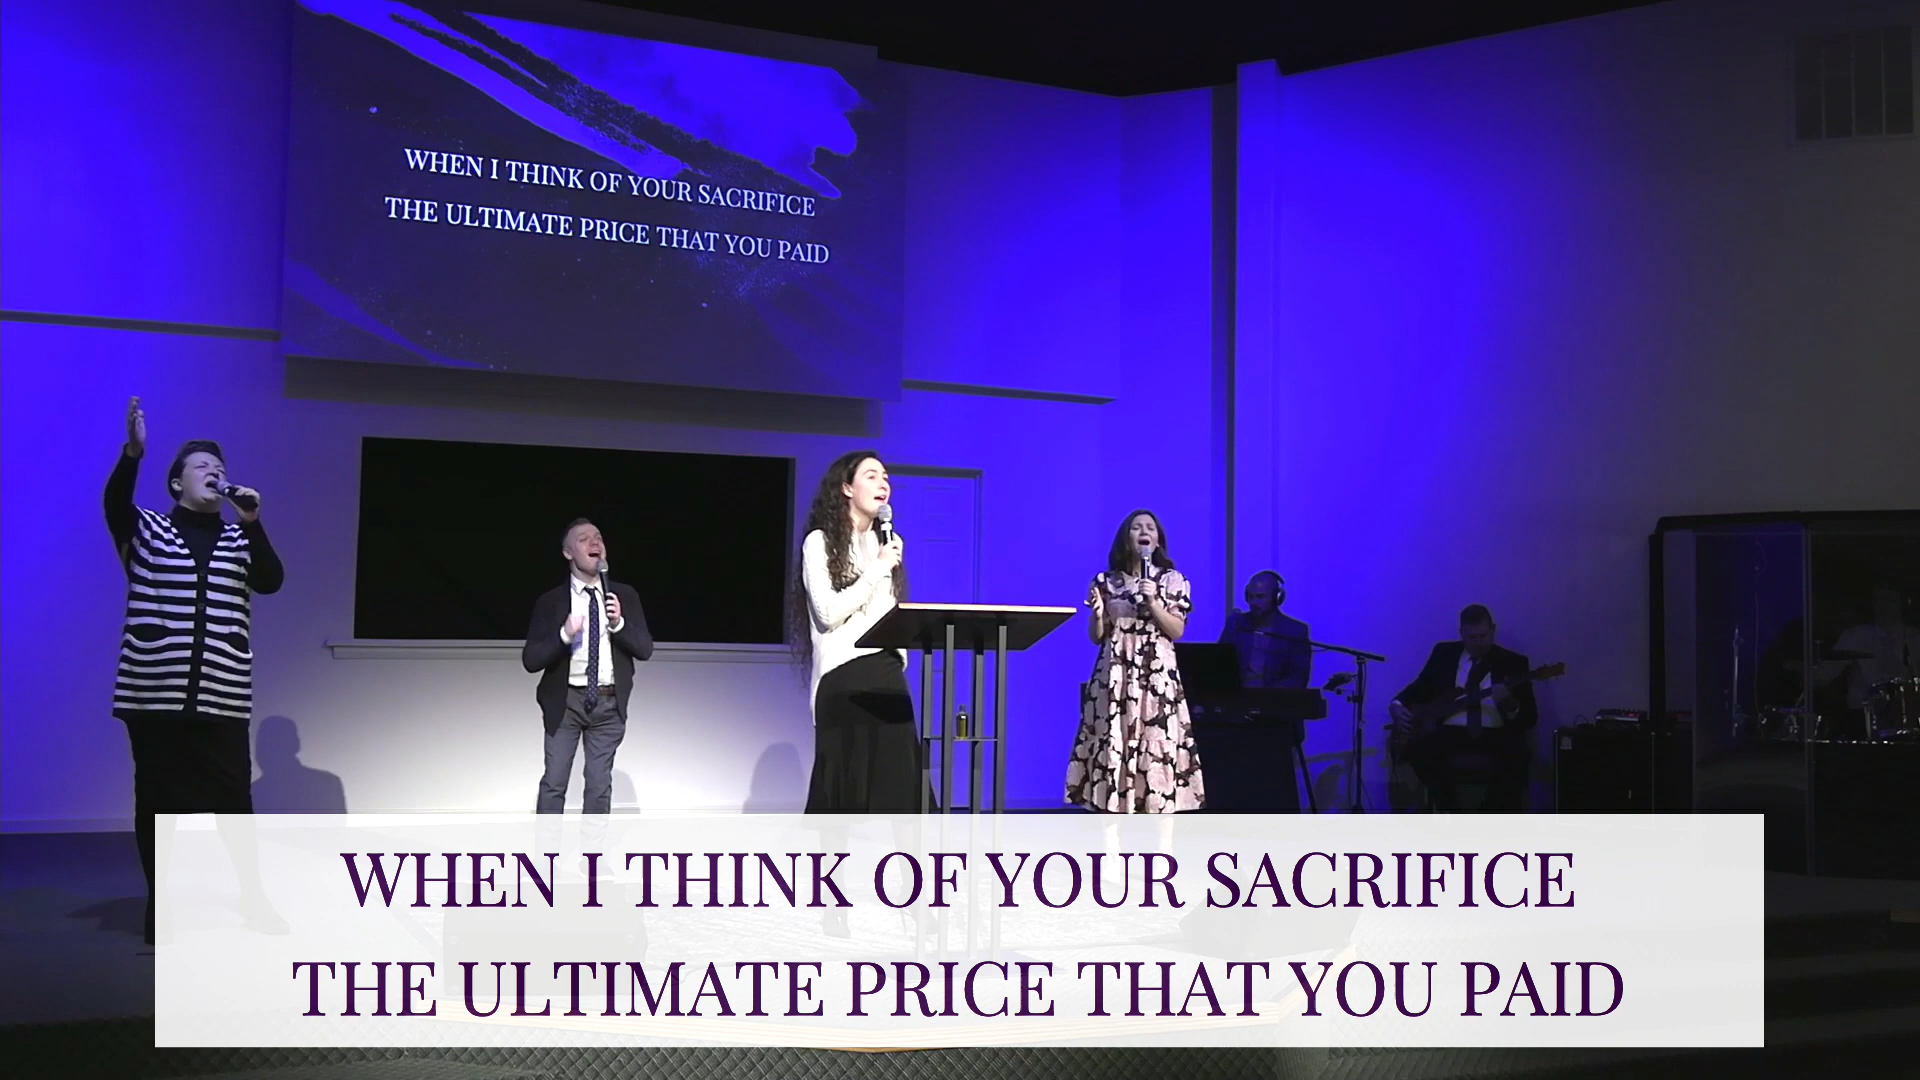 WHEN I THINK OF YOUR SACRIFICE
THE ULTIMATE PRICE THAT YOU PAID
WHEN I THINK OF YOUR SACRIFICE
THE ULTIMATE PRICE THAT YOU PAID